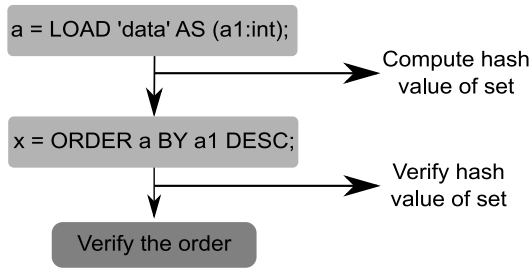 a = LOAD 'data' AS (a1:int);
Compute hash
value of set
x = ORDER a BY a1 DESC;
Verify hash
value of set
Verify the order